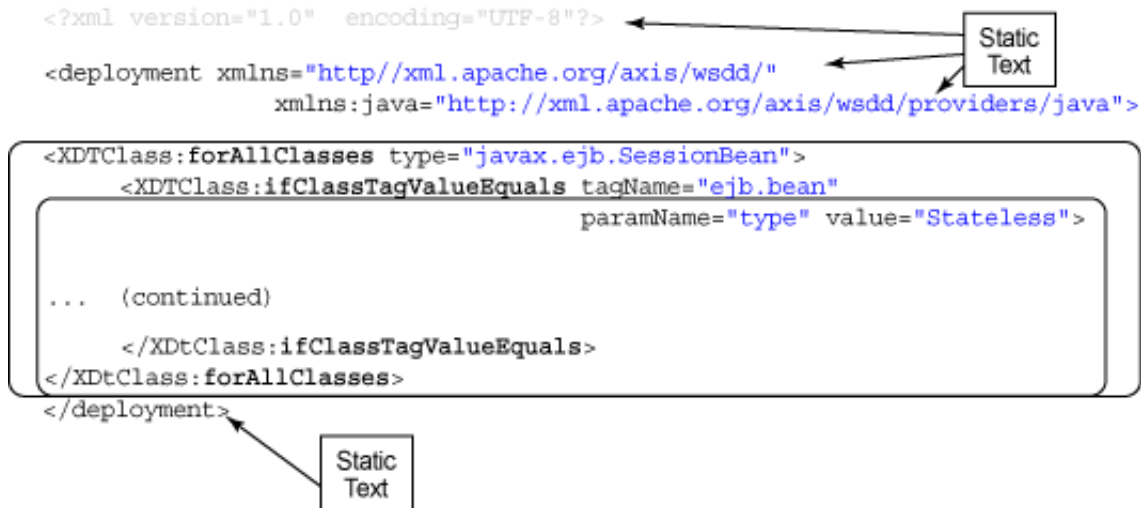 <?xml version="1.0" encoding="UTF-8"?>
Static
Text
<deployment xmlns="http//xml.apache.org/axis/wsdd/"
xmlns:java="http://xml.apache.org/axis/wsdd/providers/java">
<XDTClass:forAllClasses type="javax.ejb.SessionBean">
<XDTClass:ifClassTagValueEquals tagName="ejb.bean"
paramName="type" value="Stateless">
... (continued)
</XDtClass:ifClassTagValueEquals>
</XDtClass:forAllClasses>
</deployment>
Static
Text